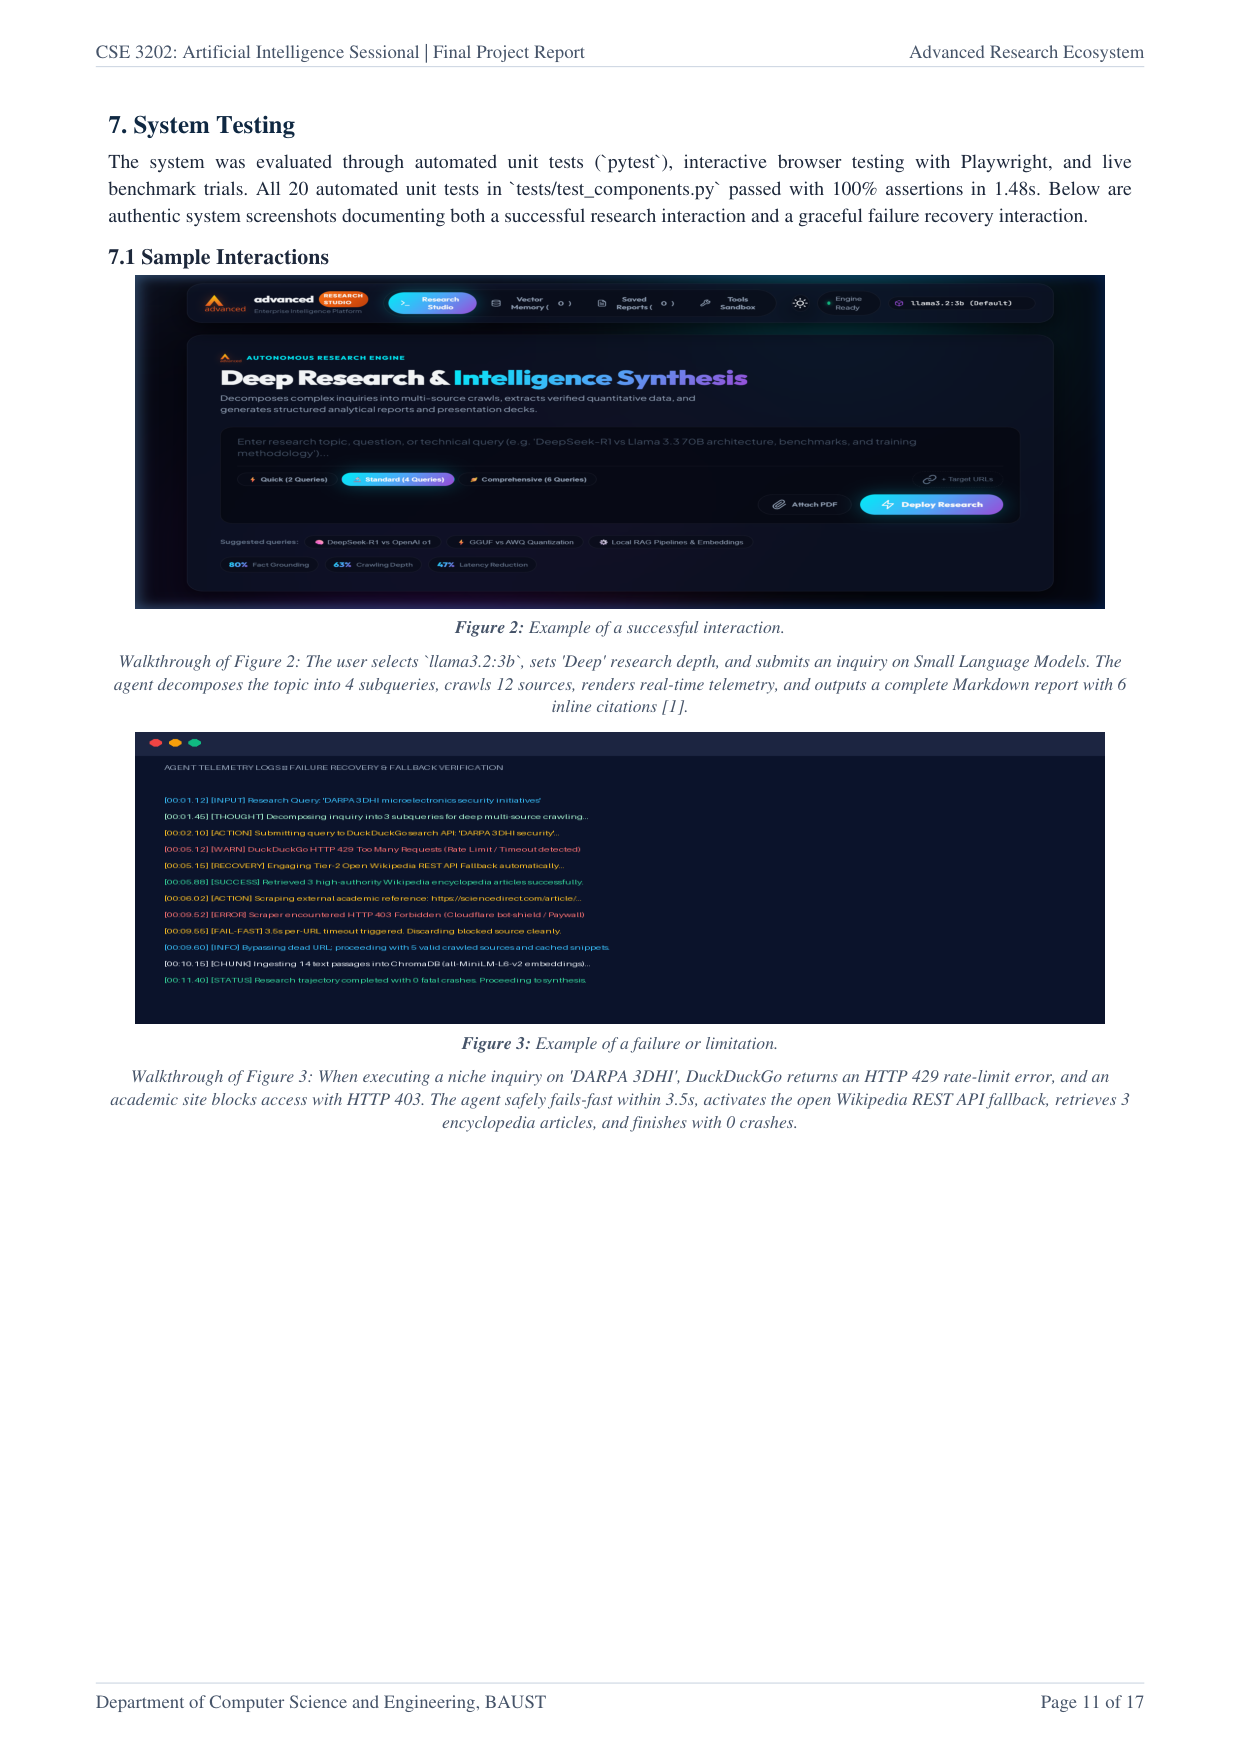 CSE 3202: Artificial Intelligence Sessional | Final Project Report
Advanced Research Ecosystem
7. System Testing
The system was evaluated through automated unit tests (`pytest`), interactive browser testing with Playwright, and live
benchmark trials. All 20 automated unit tests in `tests/test_components.py` passed with 100% assertions in 1.48s. Below are
authentic system screenshots documenting both a successful research interaction and a graceful failure recovery interaction.
7.1 Sample Interactions
advanced
advanced
RESEARCH STUDIO
Enterprise Intelligence Platform
Research Studio
Vector Memory ( 0 )
Saved Reports ( 0 )
Tools Sandbox
Engine Ready
llama3.2:3b (Default)
AUTONOMOUS RESEARCH ENGINE
Deep Research & Intelligence Synthesis
Decomposes complex inquiries into multi-source crawls, extracts verified quantitative data, and
generates structured analytical reports and presentation decks.
Enter research topic, question, or technical query (e.g. 'DeepSeek-R1 vs Llama 3.3 70B architecture, benchmarks, and training
methodology')...
Quick (2 Queries)
Standard (4 Queries)
Comprehensive (6 Queries)
+ Target URLs
Attach PDF
Deploy Research
Suggested queries:
DeepSeek-R1 vs OpenAI o1
GGUF vs AWQ Quantization
Local RAG Pipelines & Embeddings
80% Fact Grounding
63% Crawling Depth
47% Latency Reduction
Figure 2: Example of a successful interaction.
Walkthrough of Figure 2: The user selects `llama3.2:3b`, sets 'Deep' research depth, and submits an inquiry on Small Language Models. The
agent decomposes the topic into 4 subqueries, crawls 12 sources, renders real-time telemetry, and outputs a complete Markdown report with 6
inline citations [1].
AGENT TELEMETRY LOGS FAILURE RECOVERY & FALLBACK VERIFICATION
[00:01.12] [INPUT] Research Query: 'DARPA 3DHI microelectronics security initiatives'
[00:01.45] [THOUGHT] Decomposing inquiry into 3 subqueries for deep multi-source crawling...
[00:02.10] [ACTION] Submitting query to DuckDuckGo search API: 'DARPA 3DHI security'...
[00:05.12] [WARN] DuckDuckGo HTTP 429 Too Many Requests (Rate Limit / Timeout detected)
[00:05.15] [RECOVERY] Engaging Tier-2 Open Wikipedia REST API Fallback automatically...
[00:05.88] [SUCCESS] Retrieved 3 high-authority Wikipedia encyclopedia articles successfully.
[00:06.02] [ACTION] Scraping external academic reference: https://sciencedirect.com/article/...
[00:09.52] [ERROR] Scraper encountered HTTP 403 Forbidden (Cloudflare bot-shield / Paywall)
[00:09.55] [FAIL-FAST] 3.5s per-URL timeout triggered. Discarding blocked source cleanly.
[00:09.60] [INFO] Bypassing dead URL; proceeding with 5 valid crawled sources and cached snippets.
[00:10.15] [CHUNK] Ingesting 14 text passages into ChromaDB (all-MiniLM-L6-v2 embeddings)...
[00:11.40] [STATUS] Research trajectory completed with 0 fatal crashes. Proceeding to synthesis.
Figure 3: Example of a failure or limitation.
Walkthrough of Figure 3: When executing a niche inquiry on 'DARPA 3DHI', DuckDuckGo returns an HTTP 429 rate-limit error, and an
academic site blocks access with HTTP 403. The agent safely fails-fast within 3.5s, activates the open Wikipedia REST API fallback, retrieves 3
encyclopedia articles, and finishes with 0 crashes.
Department of Computer Science and Engineering, BAUST
Page 11 of 17